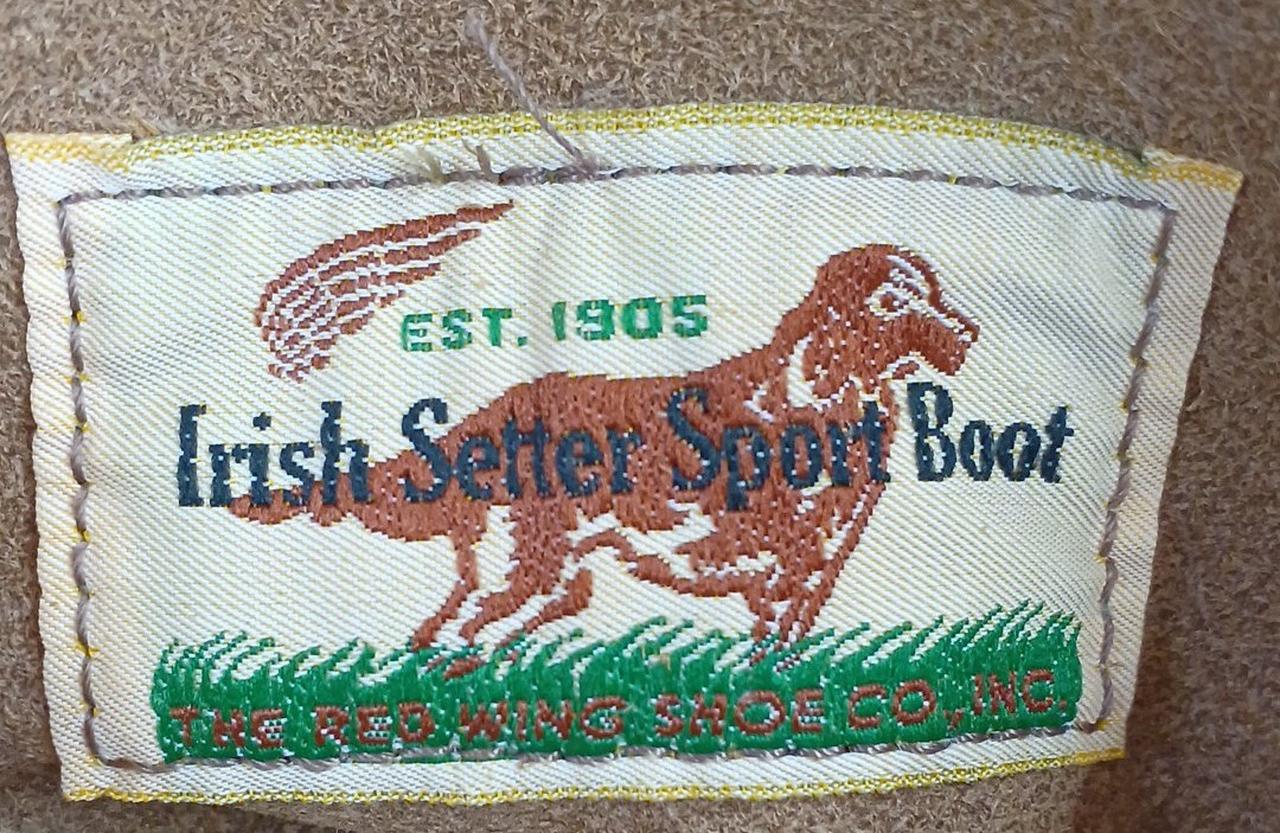 EST. 1905
Irish Setter Sport Boot
THE RED WING SHOE CO., INC.